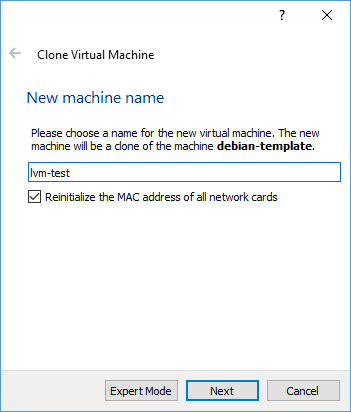 ?
Clone Virtual Machine
New machine name
Please choose a name for the new virtual machine. The new
machine will be a clone of the machine debian-template.
lvm-test
Reinitialize the MAC address of all network cards
Expert Mode Next Cancel